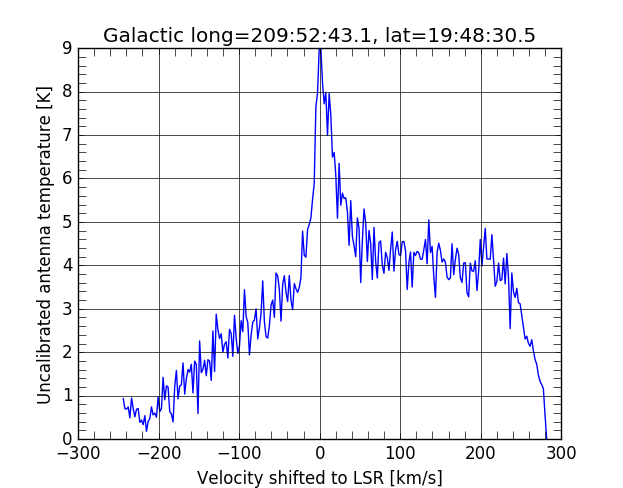 Galactic long=209:52:43.1, lat=19:48:30.5
9
8
7
6
5
4
3
2
1
0
Uncalibrated antenna temperature [K]
−300 −200 −100 0 100 200 300
Velocity shifted to LSR [km/s]